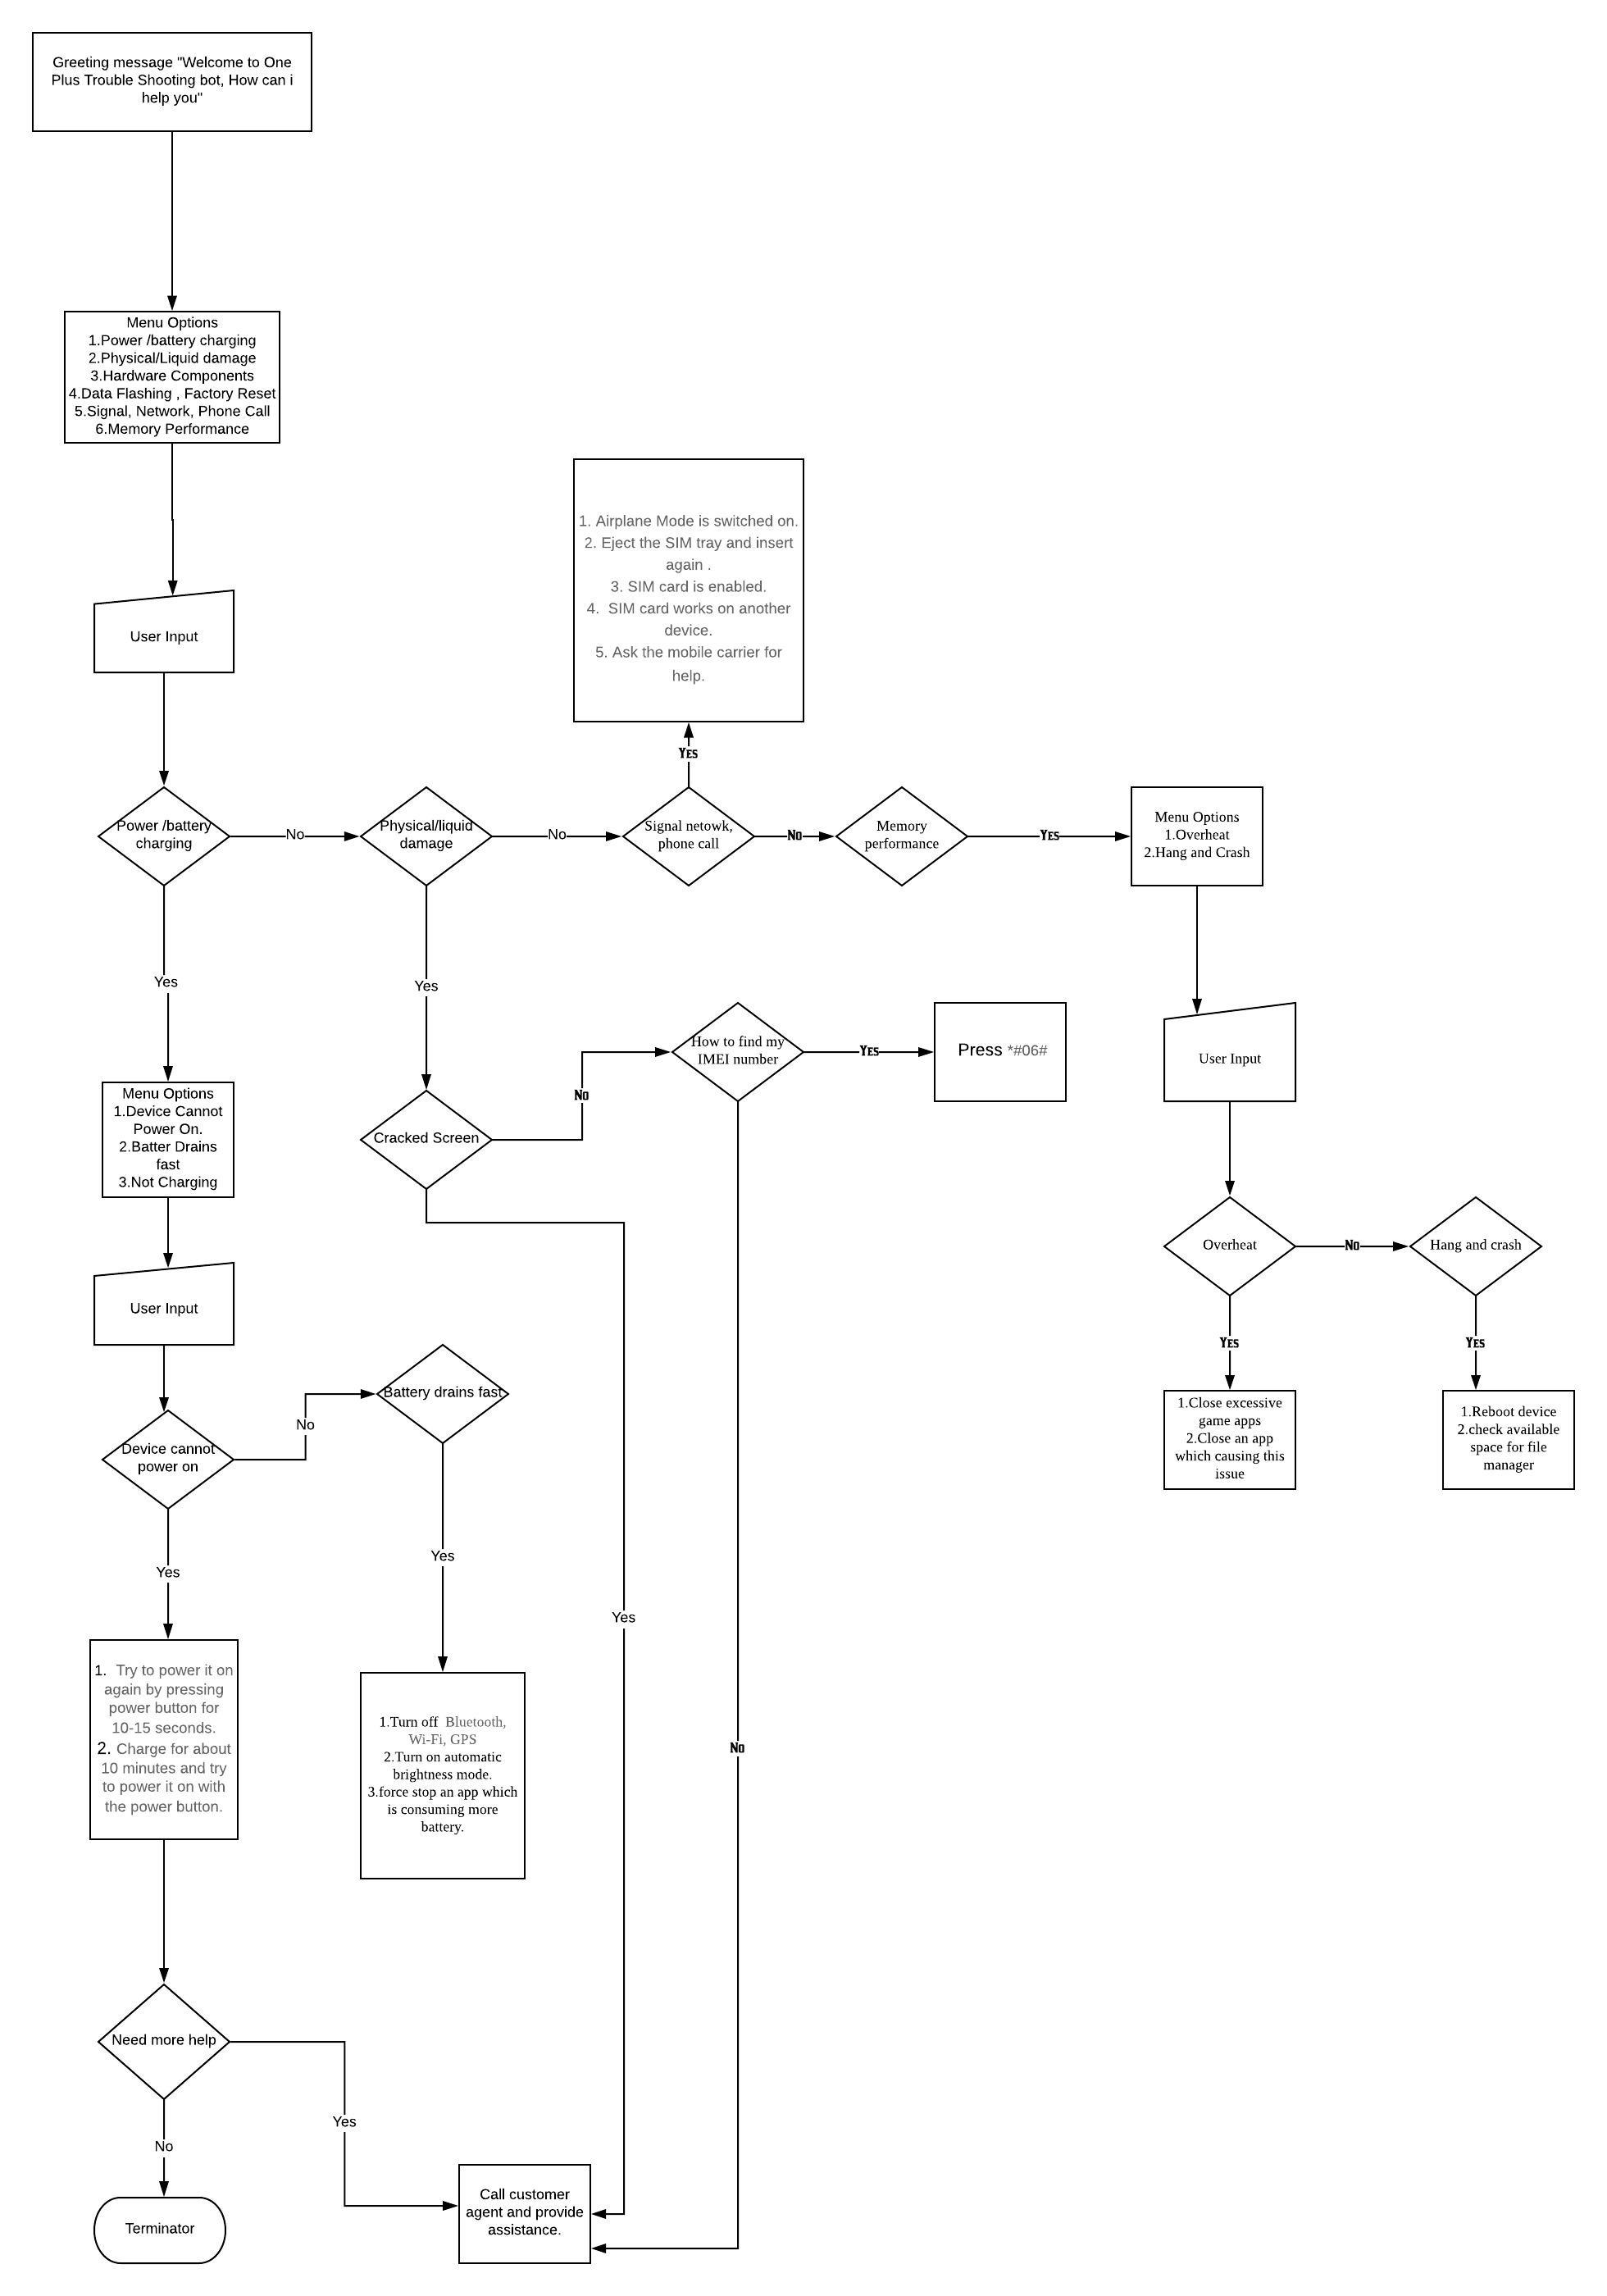 Greeting message "Welcome to One
Plus Trouble Shooting bot, How can i
help you"
Menu Options
1.Power /battery charging
2.Physical/Liquid damage
3.Hardware Components
4.Data Flashing , Factory Reset
5.Signal, Network, Phone Call
6.Memory Performance
1. Airplane Mode is switched on.
2. Eject the SIM tray and insert
again .
3. SIM card is enabled.
4.  SIM card works on another
device.
5. Ask the mobile carrier for
help.
User Input
Yes
Power /battery
charging
No
Physical/liquid
damage
No
Signal netowk,
phone call
No
Memory
performance
Yes
Menu Options
1.Overheat
2.Hang and Crash
Yes
Yes
How to find my
IMEI number
Yes
Press *#06#
User Input
Menu Options
1.Device Cannot
Power On.
2.Batter Drains
fast
3.Not Charging
Cracked Screen
No
User Input
Overheat
No
Hang and crash
Yes
Yes
Device cannot
power on
No
Battery drains fast
1.Close excessive
game apps
2.Close an app
which causing this
issue
1.Reboot device
2.check available
space for file
manager
Yes
Yes
Yes
1.  Try to power it on
again by pressing
power button for
10-15 seconds.
2. Charge for about
10 minutes and try
to power it on with
the power button.
1.Turn off  Bluetooth,
Wi-Fi, GPS
2.Turn on automatic
brightness mode.
3.force stop an app which
is consuming more
battery.
No
Need more help
Yes
No
Terminator
Call customer
agent and provide
assistance.